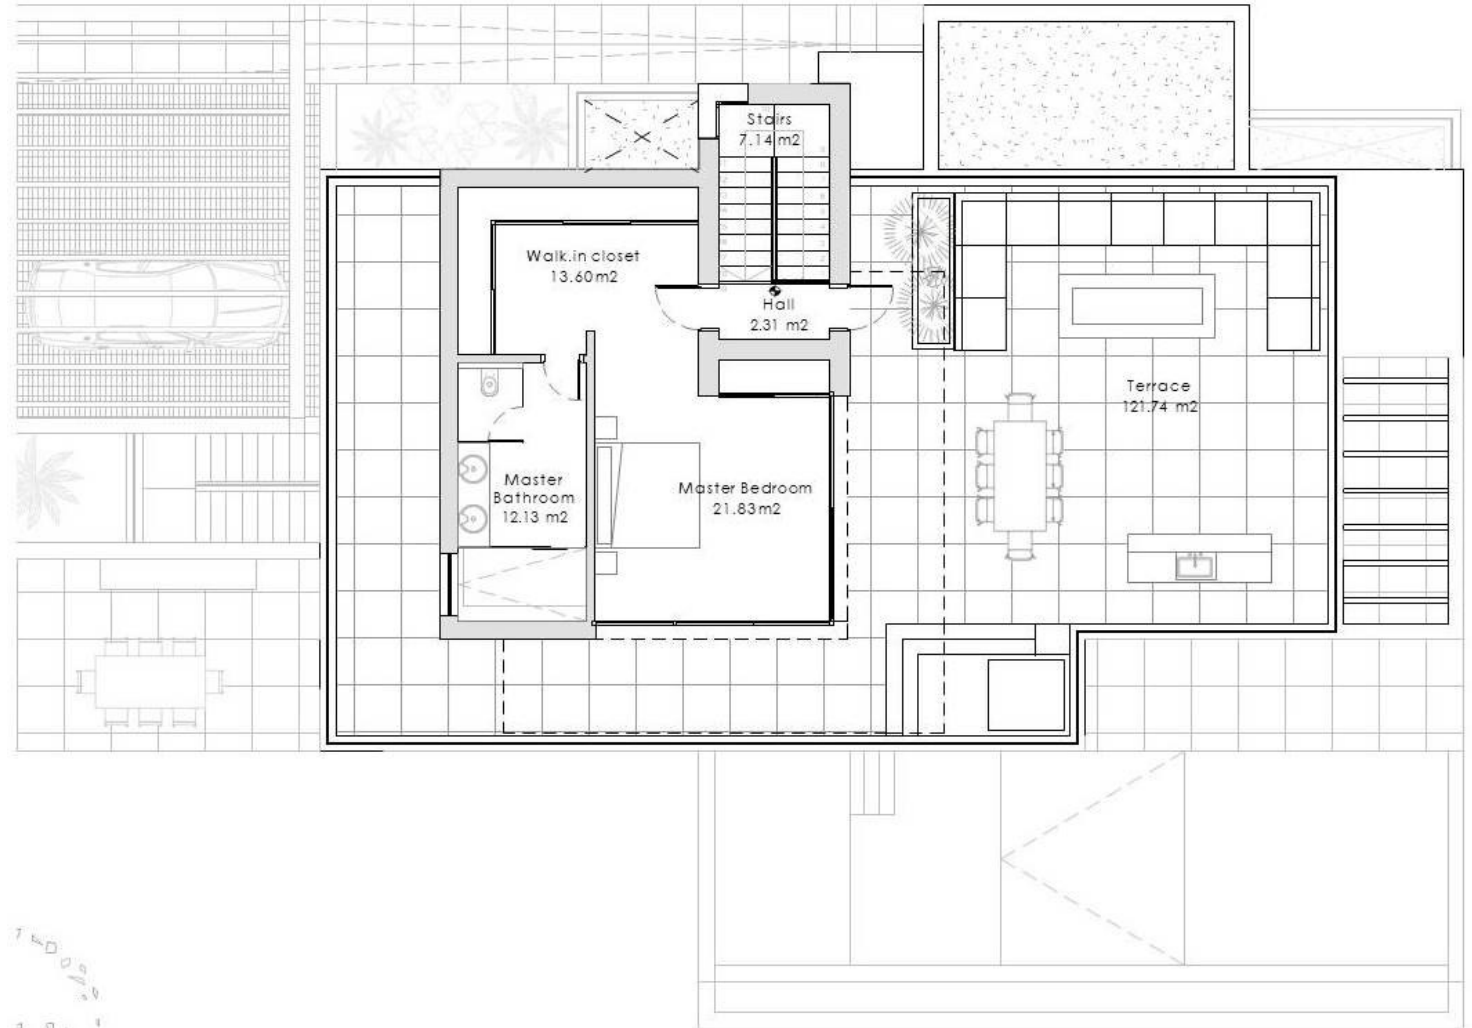 Stairs
7.14 m2
Walk.in closet
13.60m2
Hall
2.31 m2
Terrace
121.74 m2
Master
Bathroom
12.13 m2
Master Bedroom
21.83m2